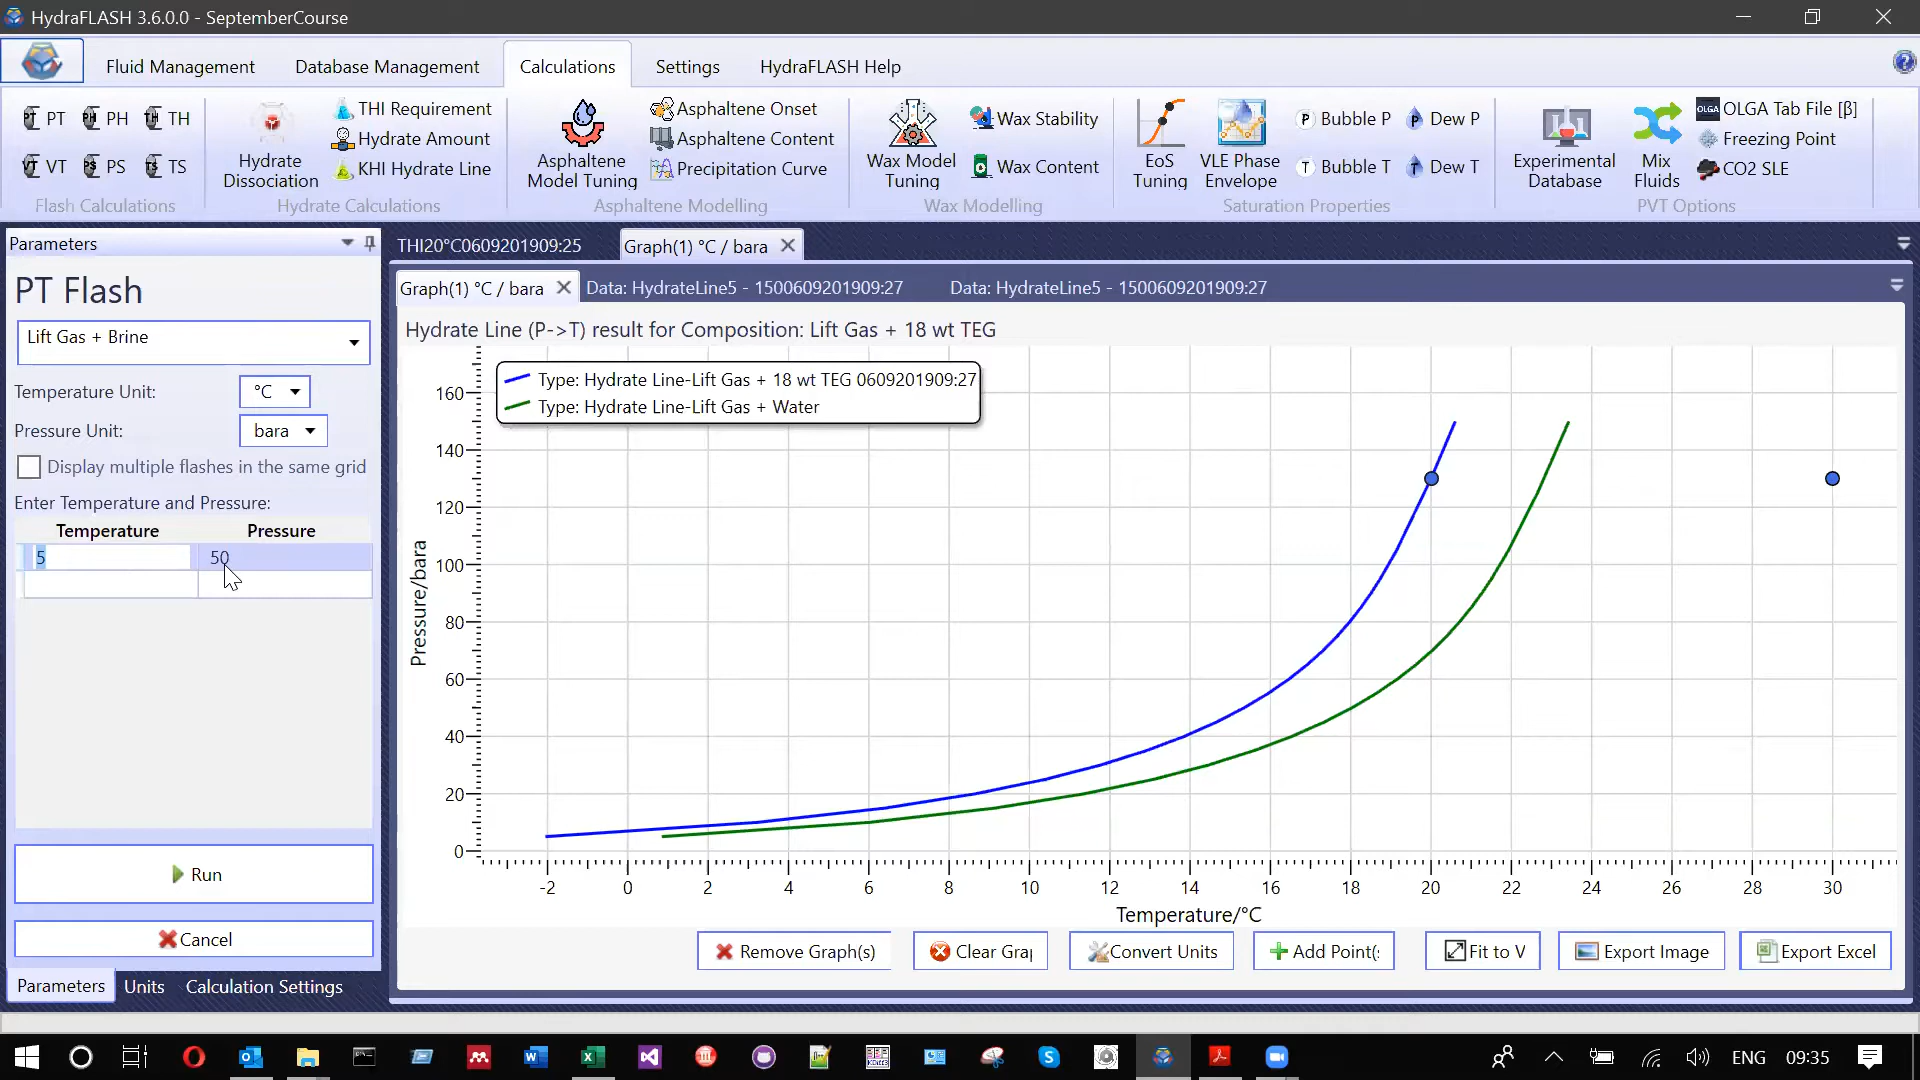 HydraFLASH 3.6.0.0 - SeptemberCourse
Fluid Management
Database Management
Calculations
Settings
HydraFLASH Help
PT
PH
TH
VT
PS
TS
Flash Calculations
Hydrate
Dissociation
THI Requirement
Hydrate Amount
KHI Hydrate Line
Hydrate Calculations
Asphaltene
Model Tuning
Asphaltene Onset
Asphaltene Content
Precipitation Curve
Asphaltene Modelling
Wax Model
Tuning
Wax Stability
Wax Content
Wax Modelling
EoS
Tuning
VLE Phase
Envelope
Bubble P
Dew P
Bubble T
Dew T
Saturation Properties
Experimental
Database
Mix
Fluids
OLGA Tab File [β]
Freezing Point
CO2 SLE
PVT Options
Parameters
PT Flash
Lift Gas + Brine
Temperature Unit:
°C
Pressure Unit:
bara
Display multiple flashes in the same grid
Enter Temperature and Pressure:
Temperature Pressure
5 50
Run
Cancel
Parameters
Units
Calculation Settings
THI20°C0609201909:25
Graph(1) °C / bara
Graph(1) °C / bara
Data: HydrateLine5 - 1500609201909:27
Data: HydrateLine5 - 1500609201909:27
Hydrate Line (P->T) result for Composition: Lift Gas + 18 wt TEG
Type: Hydrate Line-Lift Gas + 18 wt TEG 0609201909:27
Type: Hydrate Line-Lift Gas + Water
Pressure/bara
160
140
120
100
80
60
40
20
0
-2 0 2 4 6 8 10 12 14 16 18 20 22 24 26 28 30
Temperature/°C
Remove Graph(s)
Clear Gra
Convert Units
Add Point(s
Fit to V
Export Image
Export Excel
ENG
09:35